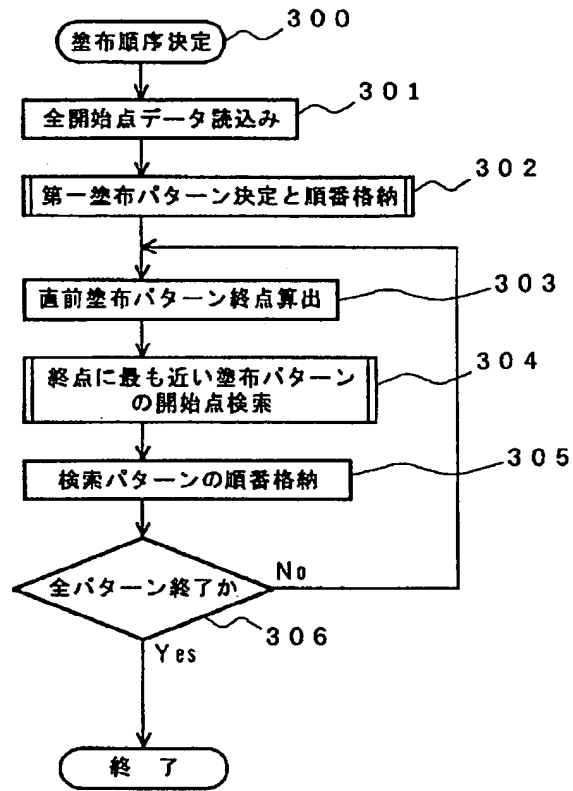 塗布順序決定
300
全開始点データ読込み
301
第一塗布パターン決定と順番格納
302
直前塗布パターン終点算出
303
終点に最も近い塗布パターン
の開始点検索
304
検索パターンの順番格納
305
全パターン終了か
No
306
Yes
終 了